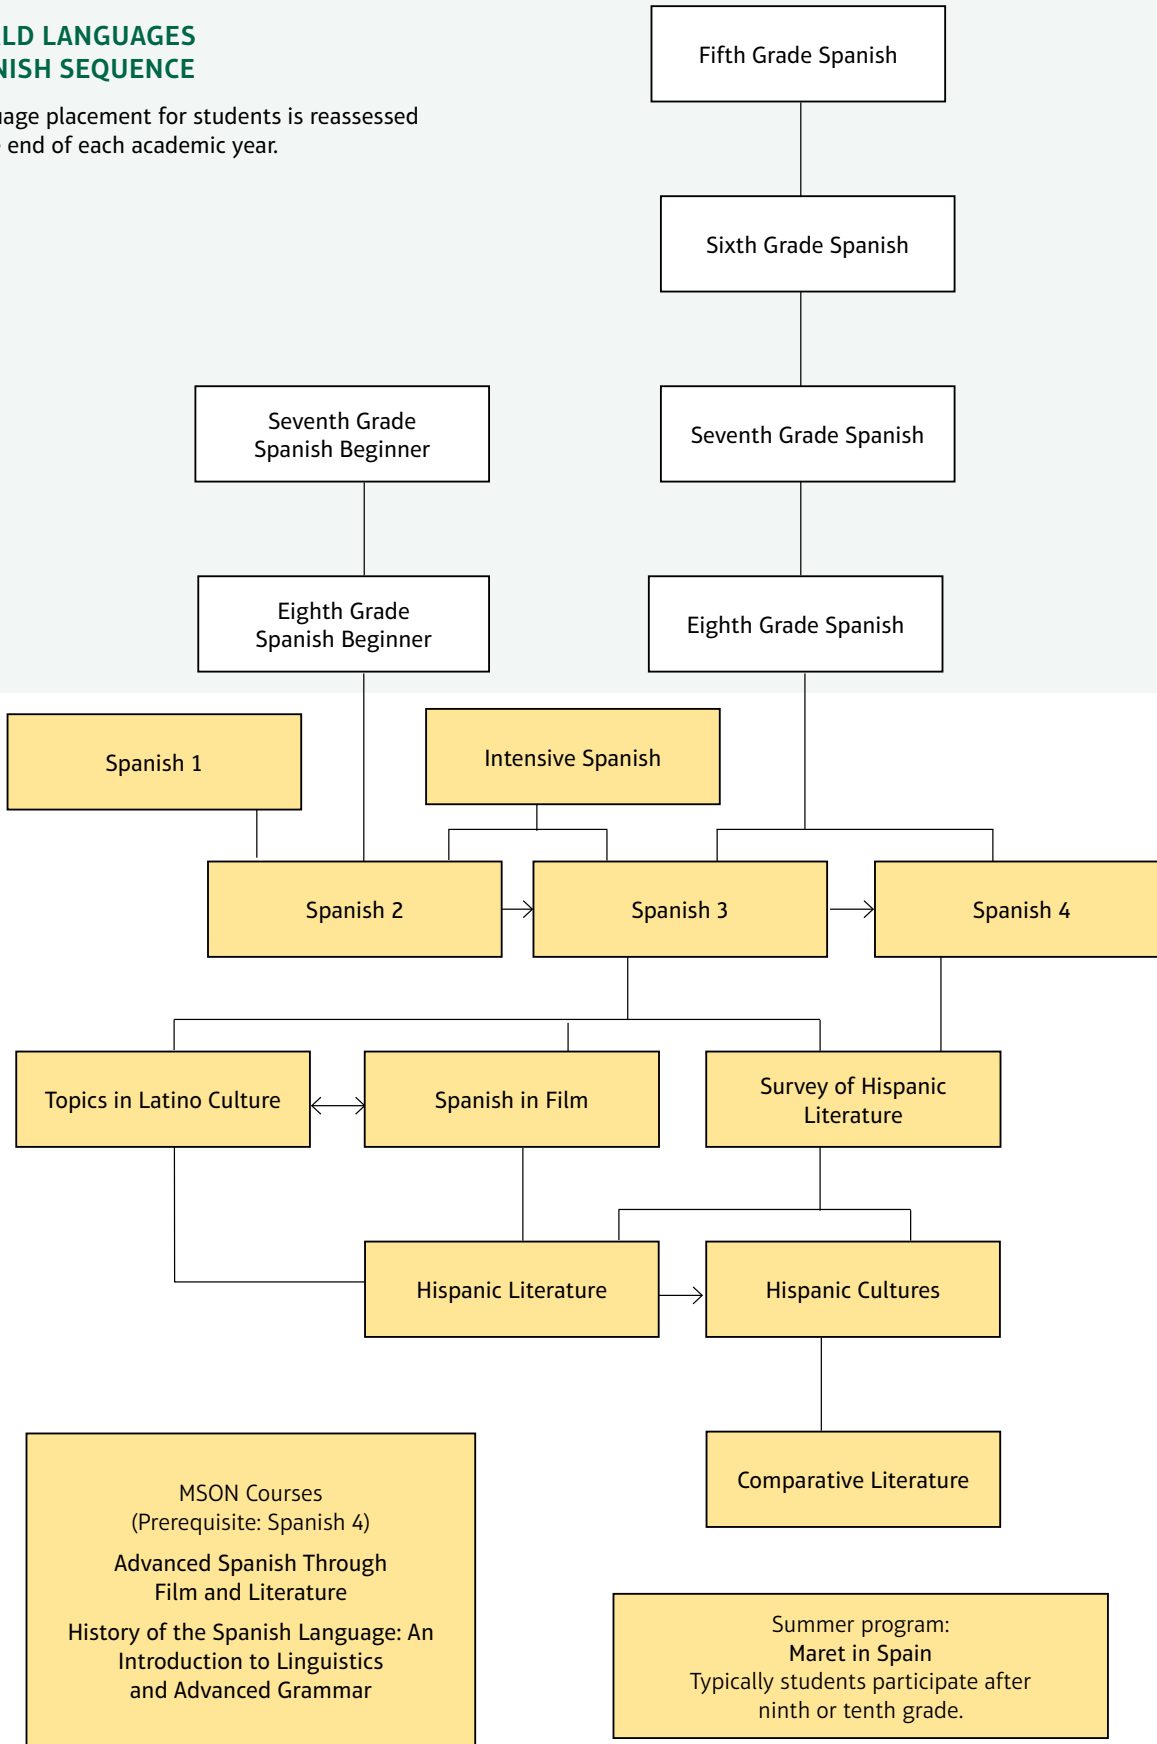 LD LANGUAGES
NISH SEQUENCE
uage placement for students is reassessed
end of each academic year.
Fifth Grade Spanish
Sixth Grade Spanish
Seventh Grade
Spanish Beginner
Seventh Grade Spanish
Eighth Grade
Spanish Beginner
Eighth Grade Spanish
Spanish 1
Intensive Spanish
Spanish 2
Spanish 3
Spanish 4
Topics in Latino Culture
Spanish in Film
Survey of Hispanic
Literature
Hispanic Literature
Hispanic Cultures
Comparative Literature
MSON Courses
(Prerequisite: Spanish 4)
Advanced Spanish Through
Film and Literature
History of the Spanish Language: An
Introduction to Linguistics
and Advanced Grammar
Summer program:
Maret in Spain
Typically students participate after
ninth or tenth grade.